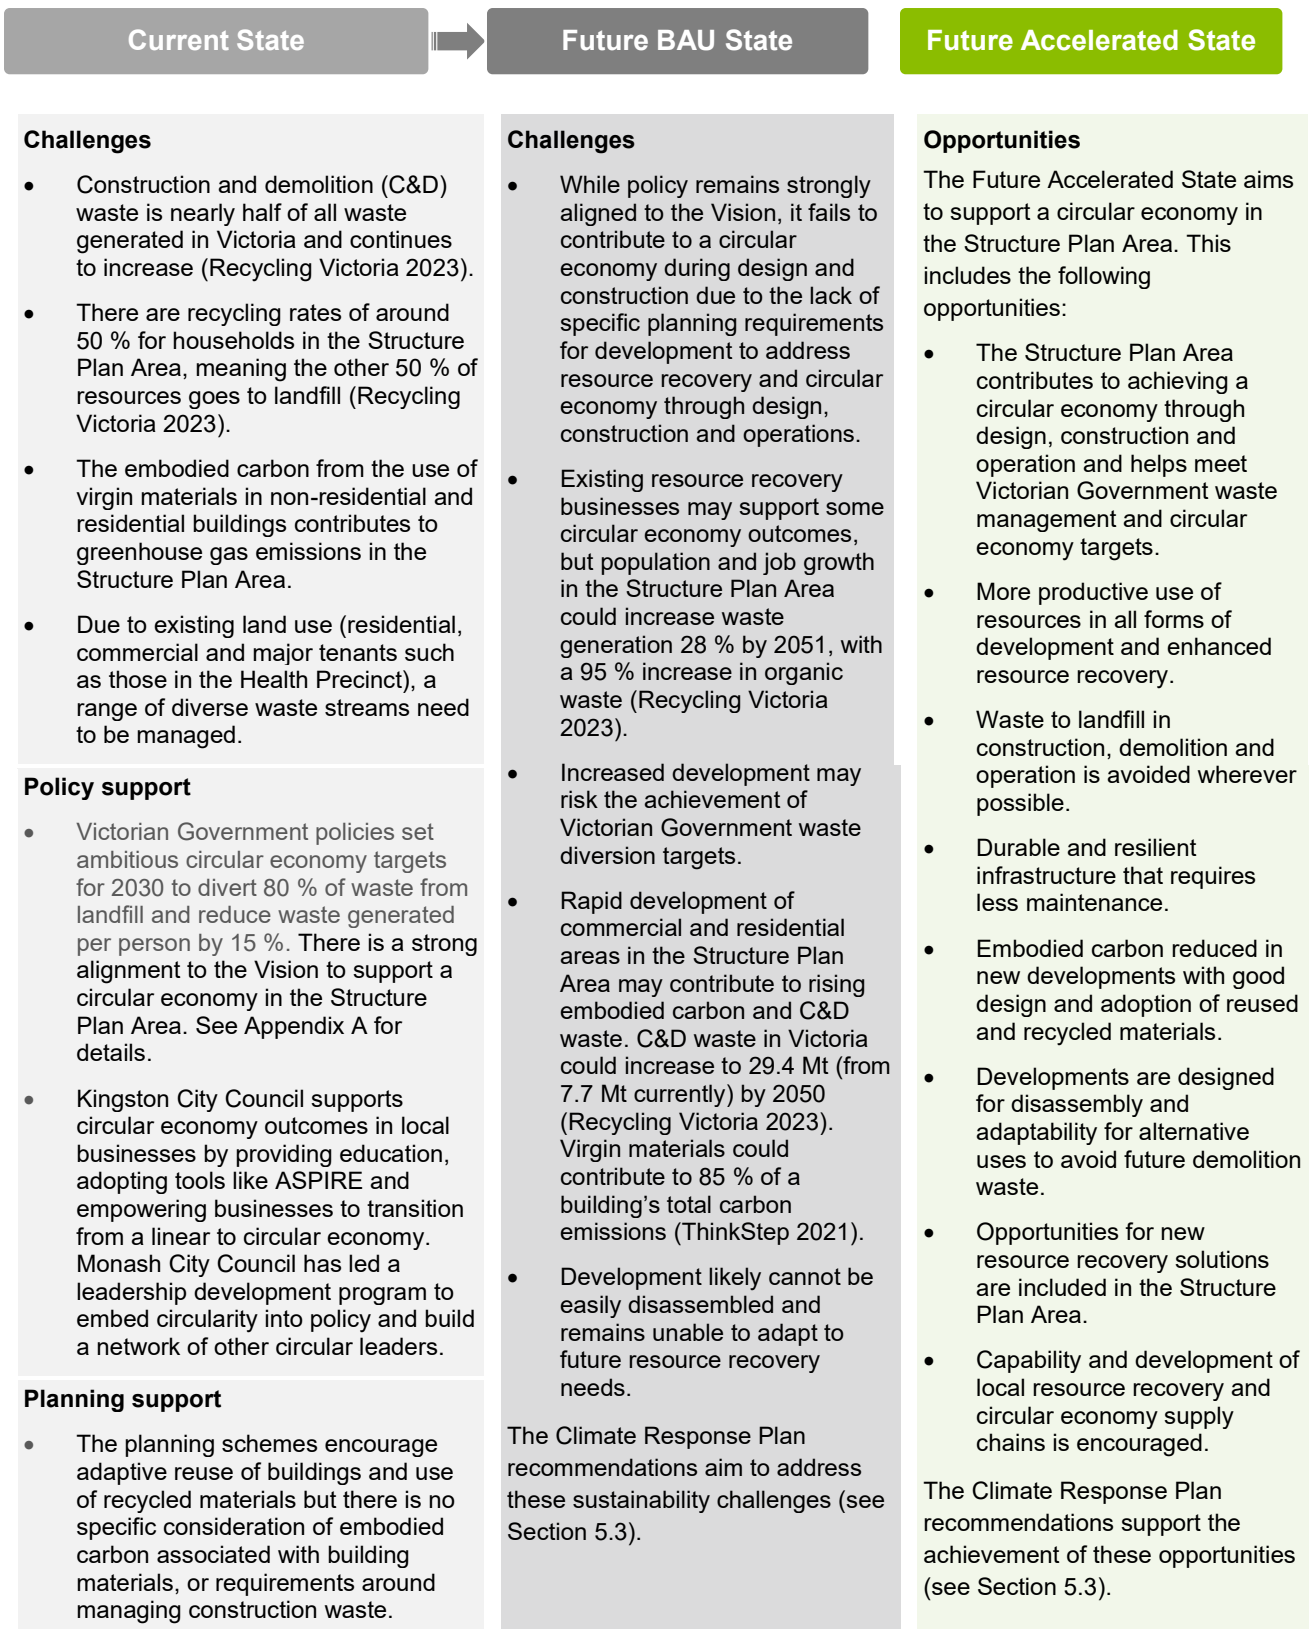 Current State
Future BAU State
Future Accelerated State
Challenges
• Construction and demolition (C&D)
waste is nearly half of all waste
generated in Victoria and continues
to increase (Recycling Victoria 2023).
• There are recycling rates of around
50 % for households in the Structure
Plan Area, meaning the other 50 % of
resources goes to landfill (Recycling
Victoria 2023).
• The embodied carbon from the use of
virgin materials in non-residential and
residential buildings contributes to
greenhouse gas emissions in the
Structure Plan Area.
• Due to existing land use (residential,
commercial and major tenants such
as those in the Health Precinct), a
range of diverse waste streams need
to be managed.
Policy support
• Victorian Government policies set
ambitious circular economy targets
for 2030 to divert 80 % of waste from
landfill and reduce waste generated
per person by 15 %. There is a strong
alignment to the Vision to support a
circular economy in the Structure
Plan Area. See Appendix A for
details.
• Kingston City Council supports
circular economy outcomes in local
businesses by providing education,
adopting tools like ASPIRE and
empowering businesses to transition
from a linear to circular economy.
Monash City Council has led a
leadership development program to
embed circularity into policy and build
a network of other circular leaders.
Planning support
• The planning schemes encourage
adaptive reuse of buildings and use
of recycled materials but there is no
specific consideration of embodied
carbon associated with building
materials, or requirements around
managing construction waste.
Challenges
• While policy remains strongly
aligned to the Vision, it fails to
contribute to a circular
economy during design and
construction due to the lack of
specific planning requirements
for development to address
resource recovery and circular
economy through design,
construction and operations.
• Existing resource recovery
businesses may support some
circular economy outcomes,
but population and job growth
in the Structure Plan Area
could increase waste
generation 28 % by 2051, with
a 95 % increase in organic
waste (Recycling Victoria
2023).
• Increased development may
risk the achievement of
Victorian Government waste
diversion targets.
• Rapid development of
commercial and residential
areas in the Structure Plan
Area may contribute to rising
embodied carbon and C&D
waste. C&D waste in Victoria
could increase to 29.4 Mt (from
7.7 Mt currently) by 2050
(Recycling Victoria 2023).
Virgin materials could
contribute to 85 % of a
building’s total carbon
emissions (ThinkStep 2021).
• Development likely cannot be
easily disassembled and
remains unable to adapt to
future resource recovery
needs.
The Climate Response Plan
recommendations aim to address
these sustainability challenges (see
Section 5.3).
Opportunities
The Future Accelerated State aims
to support a circular economy in
the Structure Plan Area. This
includes the following
opportunities:
• The Structure Plan Area
contributes to achieving a
circular economy through
design, construction and
operation and helps meet
Victorian Government waste
management and circular
economy targets.
• More productive use of
resources in all forms of
development and enhanced
resource recovery.
• Waste to landfill in
construction, demolition and
operation is avoided wherever
possible.
• Durable and resilient
infrastructure that requires
less maintenance.
• Embodied carbon reduced in
new developments with good
design and adoption of reused
and recycled materials.
• Developments are designed
for disassembly and
adaptability for alternative
uses to avoid future demolition
waste.
• Opportunities for new
resource recovery solutions
are included in the Structure
Plan Area.
• Capability and development of
local resource recovery and
circular economy supply
chains is encouraged.
The Climate Response Plan
recommendations support the
achievement of these opportunities
(see Section 5.3).